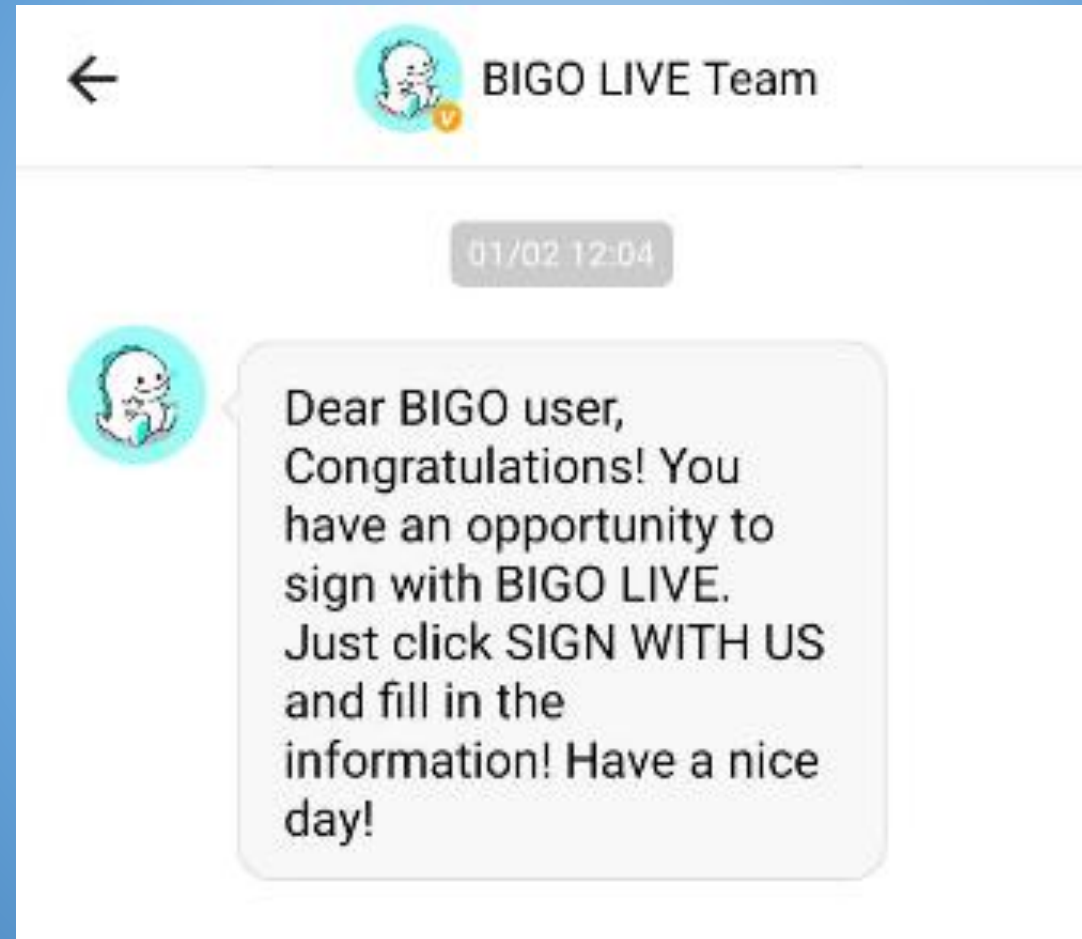 BIGO LIVE Team
01/02 12:04
Dear BIGO user,
Congratulations! You
have an opportunity to
sign with BIGO LIVE.
Just click SIGN WITH US
and fill in the
information! Have a nice
day!